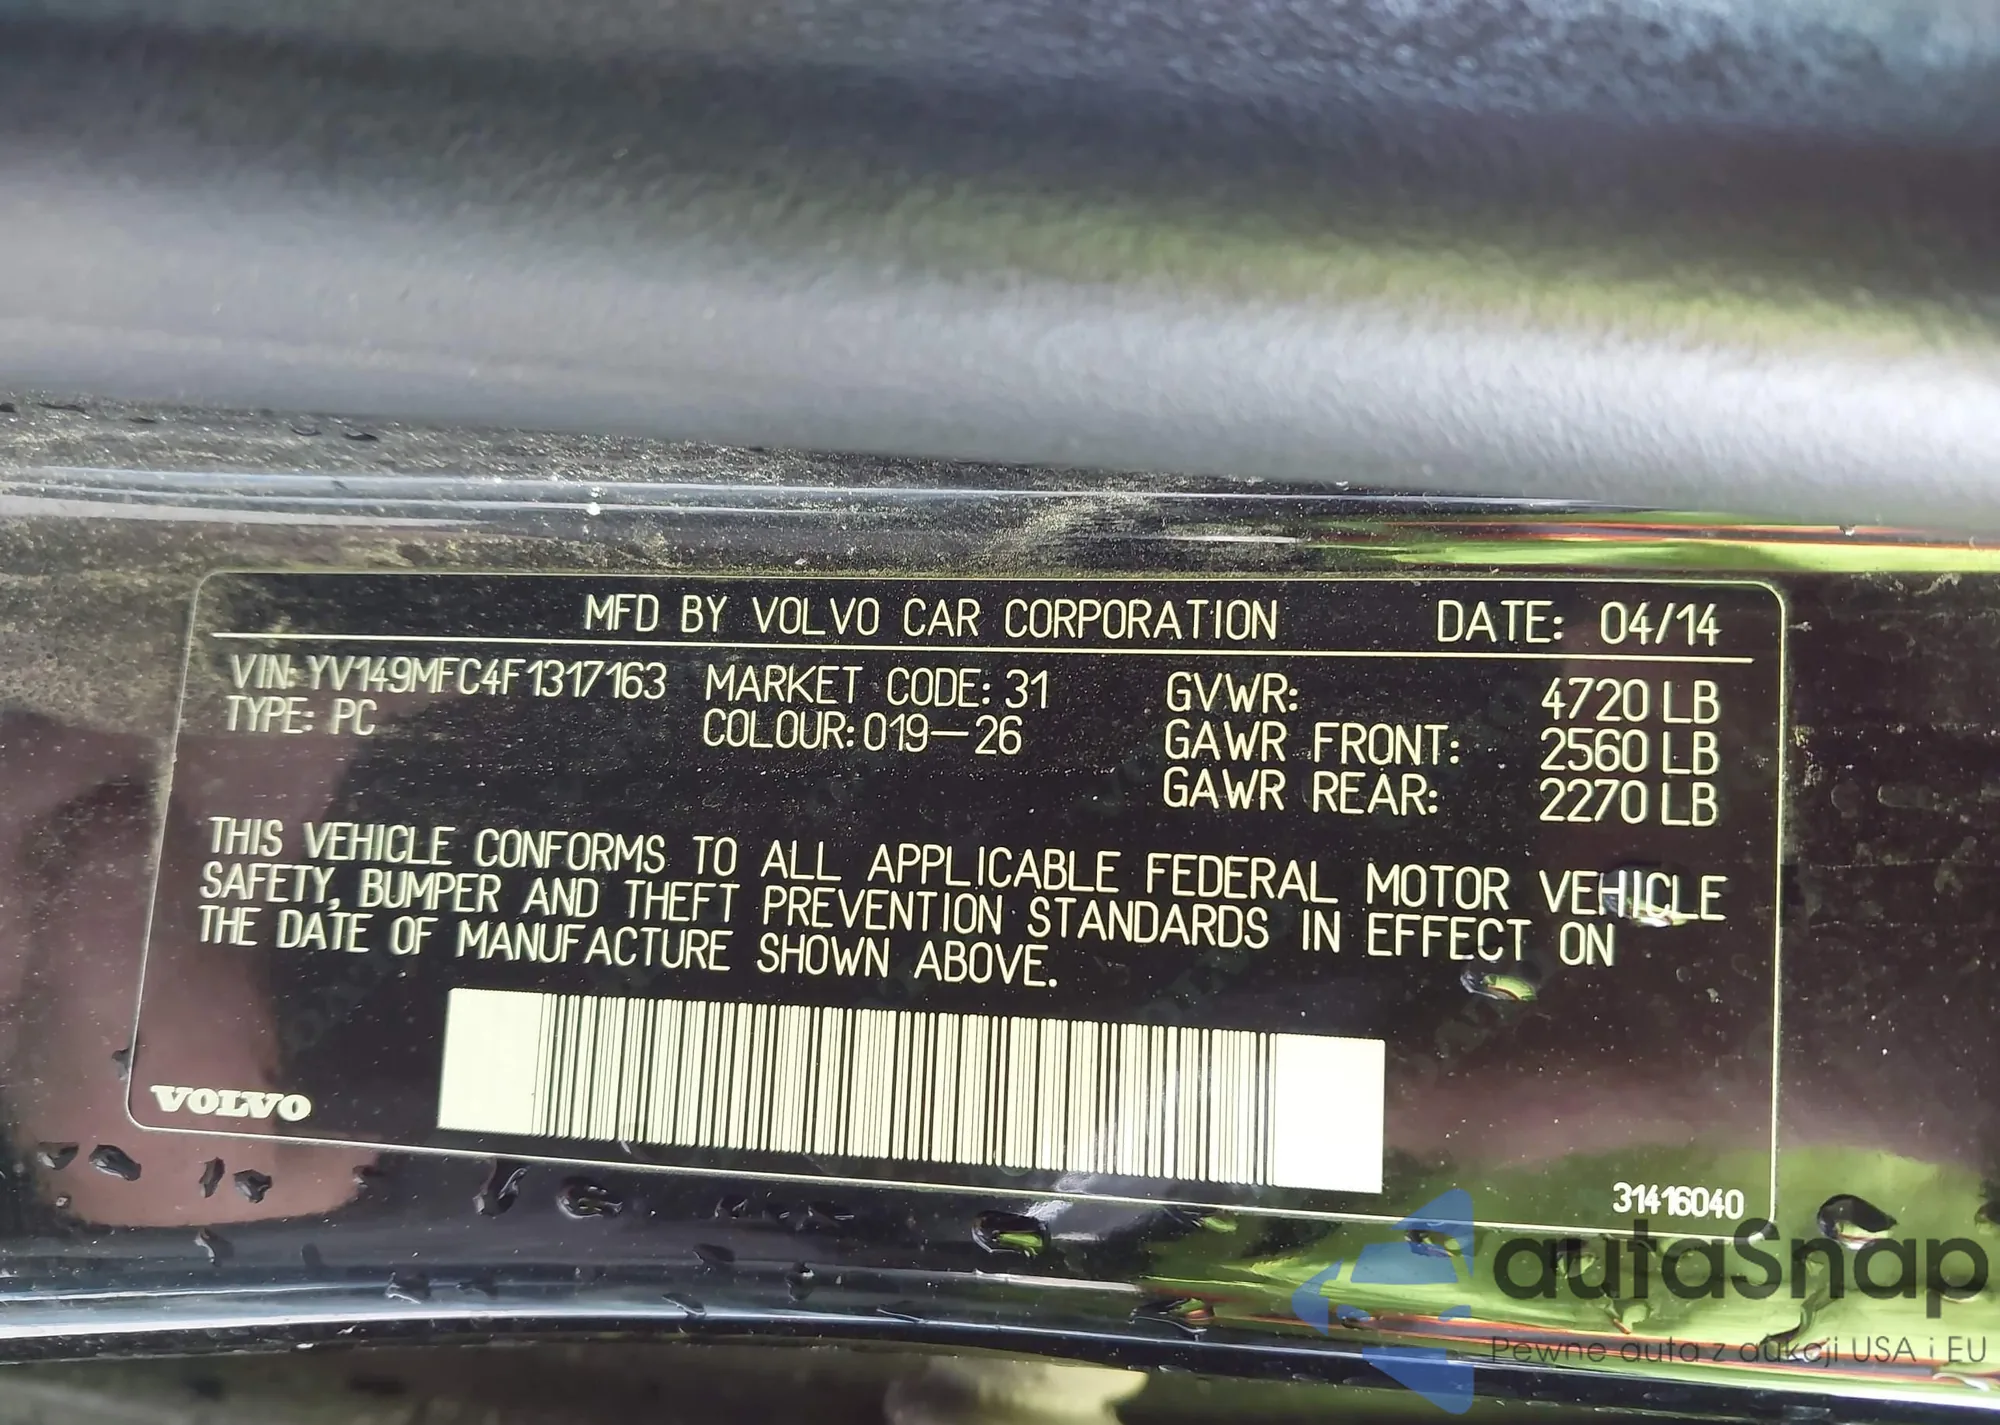 MFD BY VOLVO CAR CORPORATION DATE: 04/14
VIN: YV149MFC4F1317163 MARKET CODE: 31 GVWR: 4720 LB
TYPE: PC COLOUR: 019-26 GAWR FRONT: 2560 LB
GAWR REAR: 2270 LB
THIS VEHICLE CONFORMS TO ALL APPLICABLE FEDERAL MOTOR VEHICLE
SAFETY, BUMPER AND THEFT PREVENTION STANDARDS IN EFFECT ON
THE DATE OF MANUFACTURE SHOWN ABOVE.
VOLVO
31416040
autaSnap
Pewne auta z aukcji USA i EU